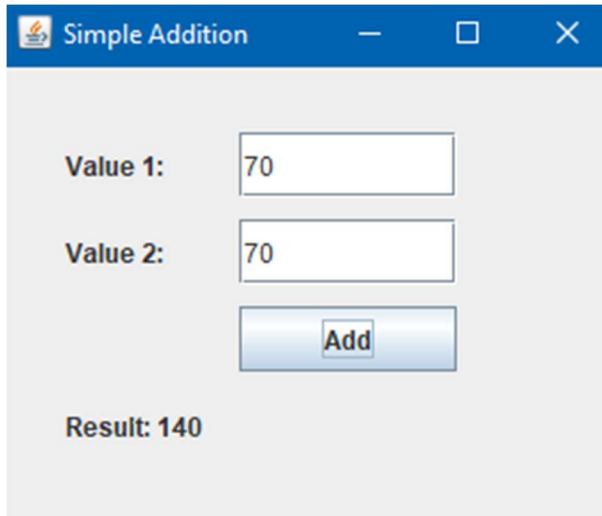 Simple Addition
Value 1: 70
Value 2: 70
Add
Result: 140